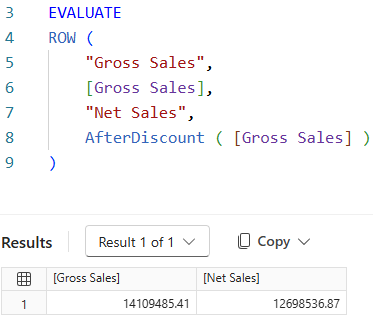 3 EVALUATE
4 ROW (
5 "Gross Sales",
6 [Gross Sales],
7 "Net Sales",
8 AfterDiscount ( [Gross Sales] )
9 )
Results Result 1 of 1 Copy
[Gross Sales] [Net Sales]
1 14109485.41 12698536.87